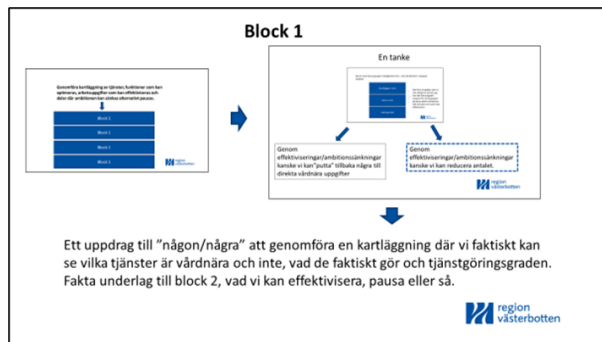 Block 1
Genomföra kartläggning av tjänster, funktioner som kan
optimeras, arbetsuppgifter som kan effektiviseras och
delar där ambitionen kan sänkas alternativt pausas.
Block 1
Block 1
Block 1
Block 1
region
västerbotten
En tanke
Genom
effektiviseringar/ambitionssänkningar
kanske vi kan"putta" tillbaka några till
direkta vårdnära uppgifter
Genom
effektiviseringar/ambitionssänkningar
kanske vi kan reducera antalet.
region
västerbotten
Ett uppdrag till ”någon/några” att genomföra en kartläggning där vi faktiskt kan
se vilka tjänster är vårdnära och inte, vad de faktiskt gör och tjänstgöringsgraden.
Fakta underlag till block 2, vad vi kan effektivisera, pausa eller så.
region
västerbotten